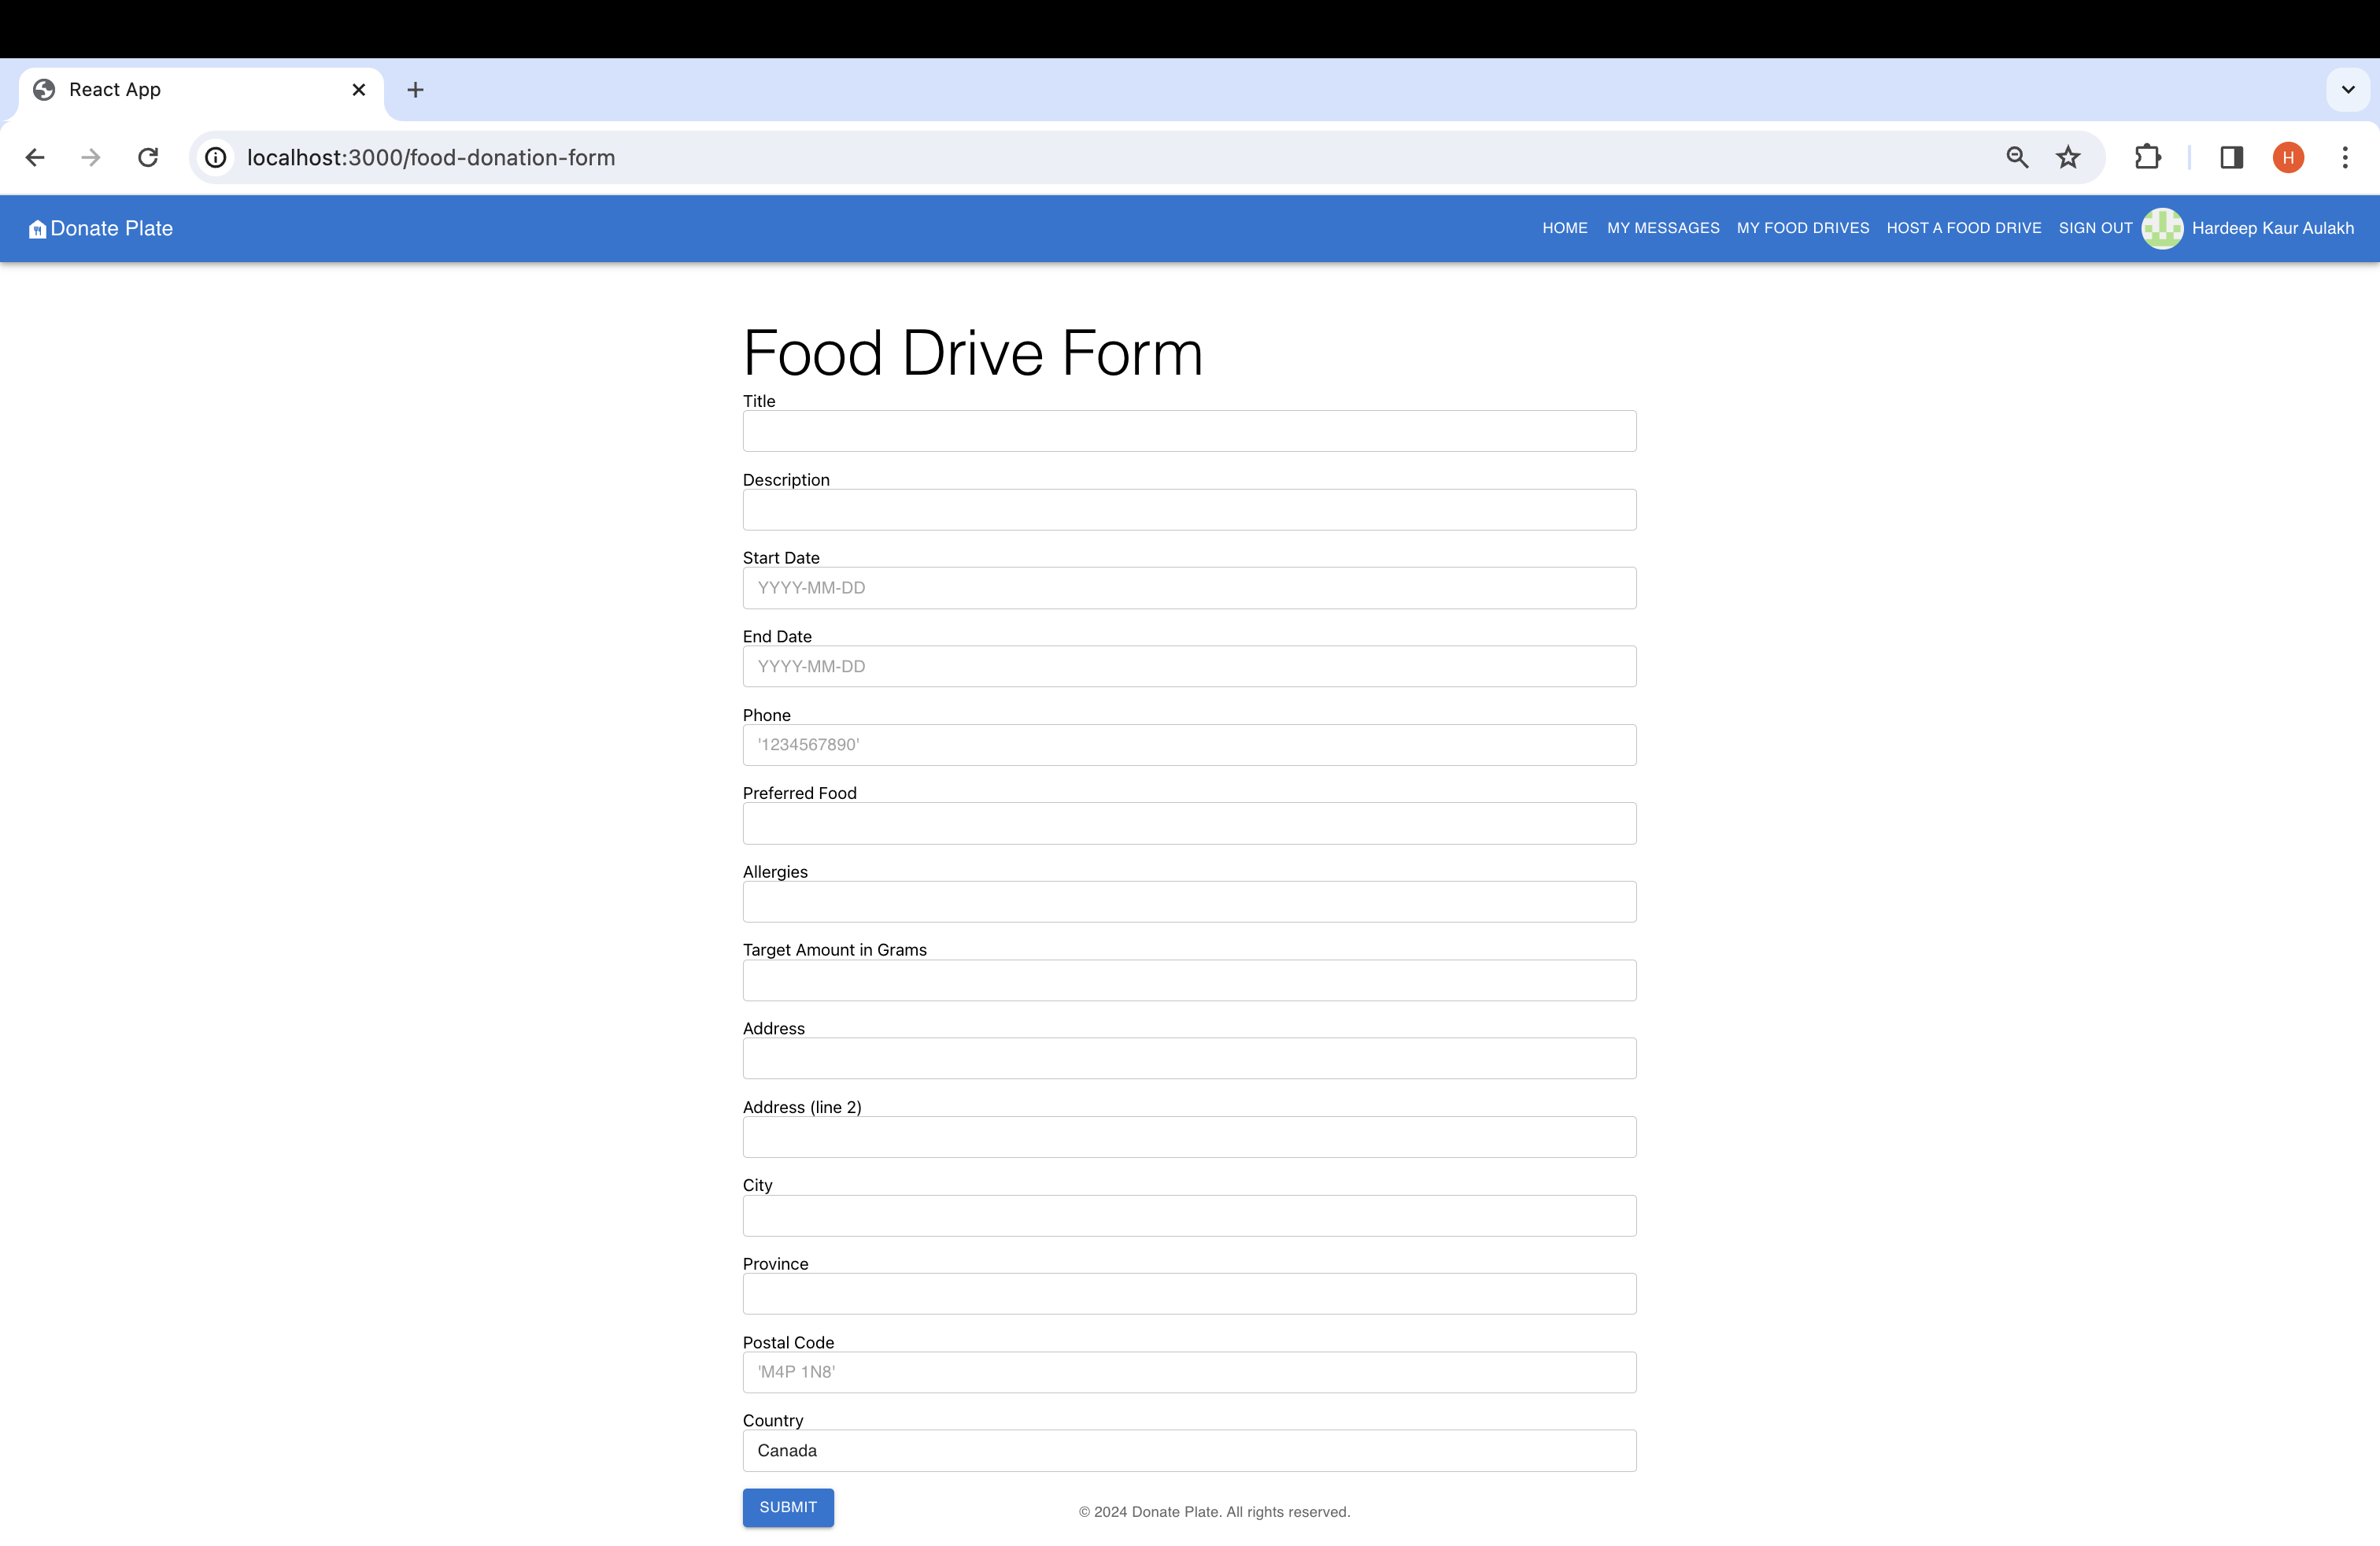 React App
localhost:3000/food-donation-form
H
Donate Plate
HOME MY MESSAGES MY FOOD DRIVES HOST A FOOD DRIVE SIGN OUT Hardeep Kaur Aulakh
Food Drive Form
Title
Description
Start Date
YYYY-MM-DD
End Date
YYYY-MM-DD
Phone
'1234567890'
Preferred Food
Allergies
Target Amount in Grams
Address
Address (line 2)
City
Province
Postal Code
'M4P 1N8'
Country
Canada
SUBMIT
© 2024 Donate Plate. All rights reserved.